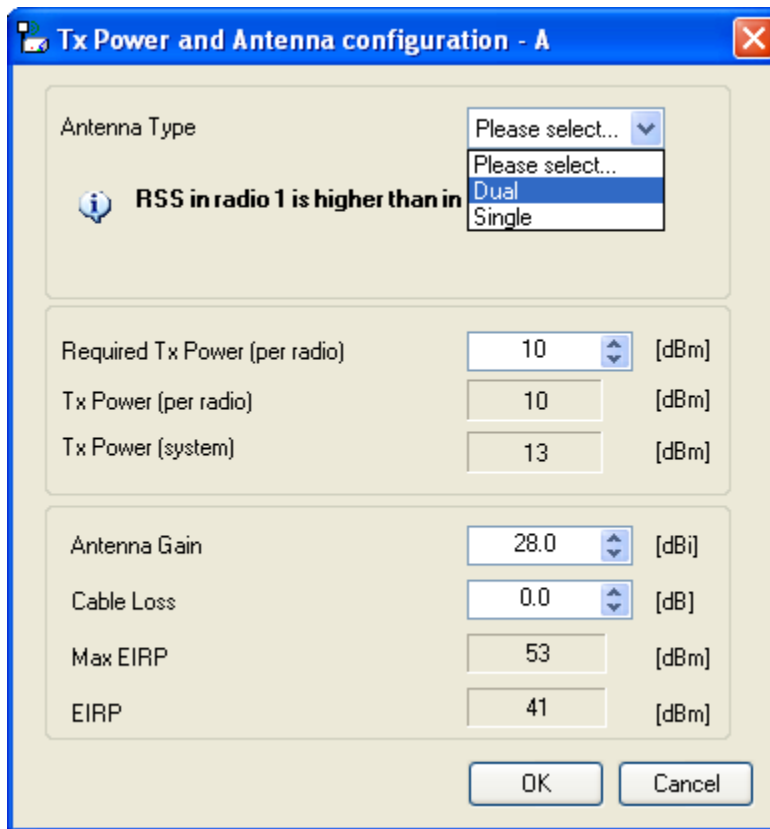 Tx Power and Antenna configuration - A
Antenna Type Please select...
Please select...
RSS in radio 1 is higher than in Dual
Single
Required Tx Power (per radio) 10 [dBm]
Tx Power (per radio) 10 [dBm]
Tx Power (system) 13 [dBm]
Antenna Gain 28.0 [dBi]
Cable Loss 0.0 [dB]
Max EIRP 53 [dBm]
EIRP 41 [dBm]
OK Cancel